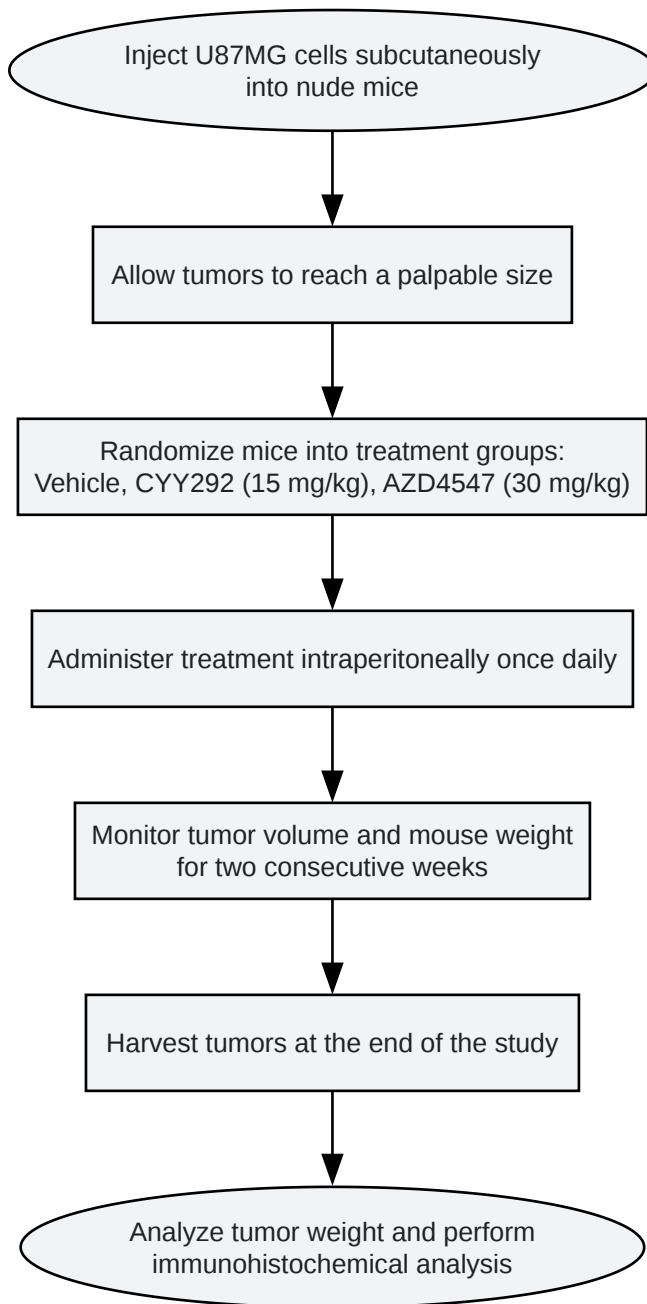 Inject U87MG cells subcutaneously
into nude mice
Allow tumors to reach a palpable size
Randomize mice into treatment groups:
Vehicle, CYY292 (15 mg/kg), AZD4547 (30 mg/kg)
Administer treatment intraperitoneally once daily
Monitor tumor volume and mouse weight
for two consecutive weeks
Harvest tumors at the end of the study
Analyze tumor weight and perform
immunohistochemical analysis